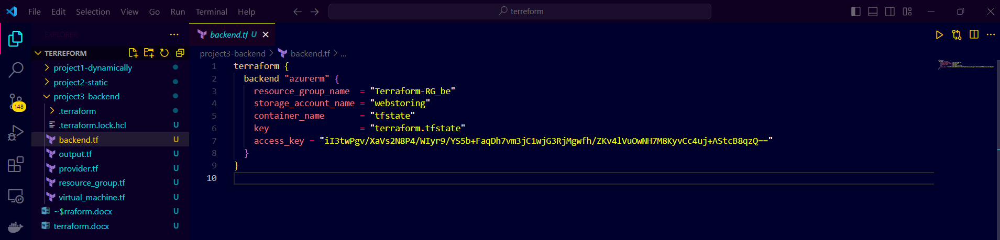 File Edit Selection View Go Run Terminal Help
terreform
EXPLORER
backend.tf U
TERREFORM
project3-backend > backend.tf > ...
project1-dynamically
project2-static
project3-backend
.terraform
.terraform.lock.hcl U
backend.tf U
output.tf U
provider.tf U
resource_group.tf U
virtual_machine.tf U
~$rraform.docx U
terraform.docx U
148
1 terraform {
2 backend "azurerm" {
3 resource_group_name = "Terraform-RG_be"
4 storage_account_name = "webstoring"
5 container_name = "tfstate"
6 key = "terraform.tfstate"
7 access_key = "iI3twPgv/XaVs2N8P4/WIyr9/YS5b+FaqDh7vm3jC1wjG3RjMgwfh/ZKv4lVuOwNH7M8KyvCc4uj+AStcB8qzQ=="
8 }
9 }
10